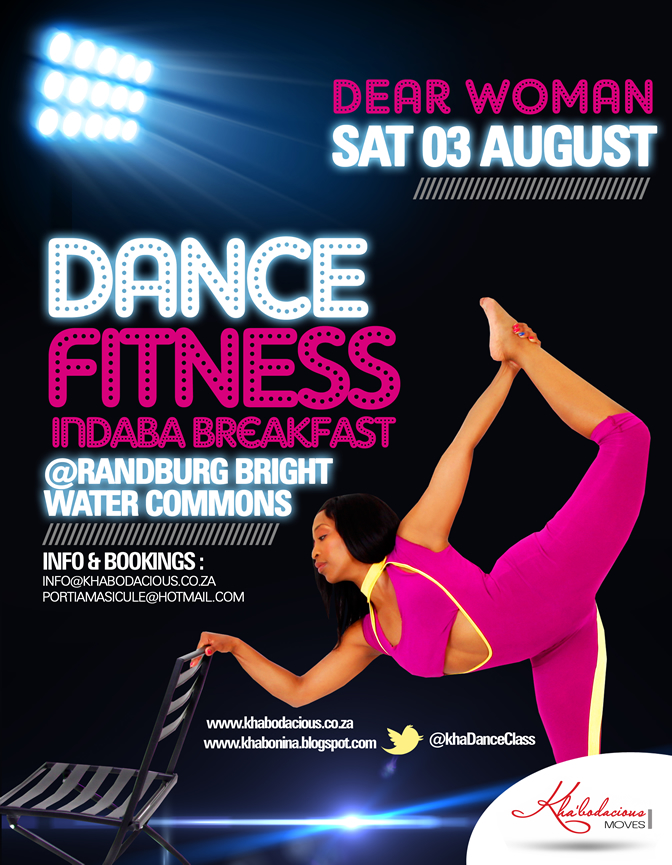 DEAR WOMAN
SAT 03 AUGUST
DANCE
FITNESS
INDABA BREAKFAST
@RANDBURG BRIGHT
WATER COMMONS
INFO & BOOKINGS :
INFO@KHABODACIOUS.CO.ZA
PORTIAMASICULE@HOTMAIL.COM
www.khabodacious.co.za
www.khabonina.blogspot.com @khaDanceClass
Kha'bodacious
MOVES